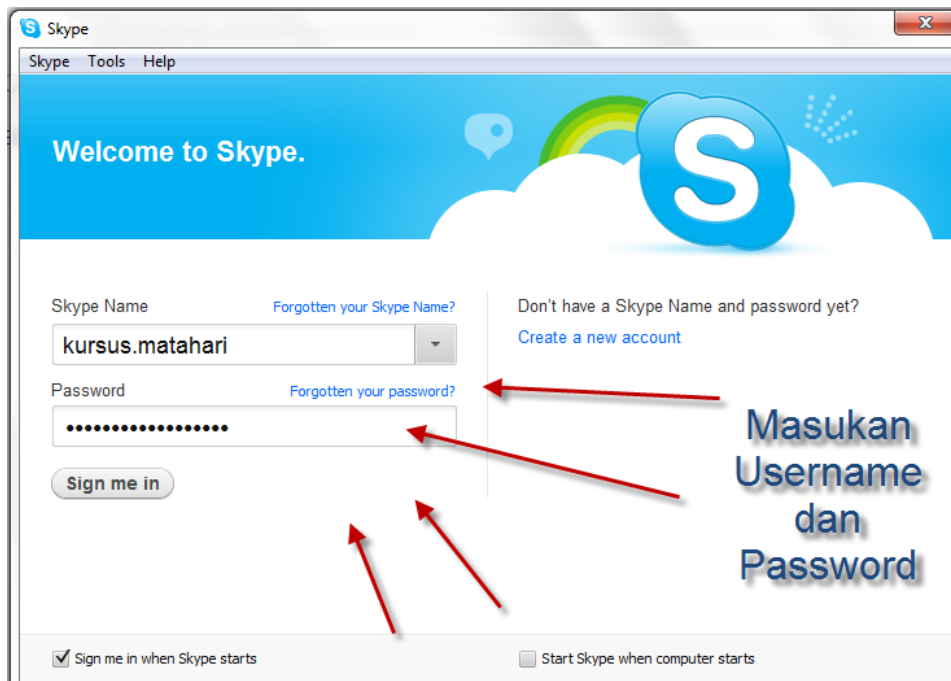 Skype
Skype Tools Help
Welcome to Skype.
Skype Name
Forgotten your Skype Name?
kursus.matahari
Password
Forgotten your password?
••••••••••••••••••
Sign me in
Don't have a Skype Name and password yet?
Create a new account
Masukan
Username
dan
Password
Sign me in when Skype starts
Start Skype when computer starts